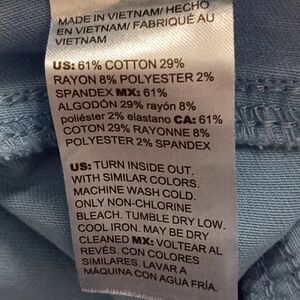 MADE IN VIETNAM/ HECHO
EN VIETNAM/ FABRIQUÉ AU
VIETNAM
US: 61% COTTON 29%
RAYON 8% POLYESTER 2%
SPANDEX MX: 61%
ALGODÓN 29% rayón 8%
poliéster 2% elastano CA: 61%
COTON 29% RAYONNE 8%
POLYESTER 2% SPANDEX
US: TURN INSIDE OUT.
WITH SIMILAR COLORS.
MACHINE WASH COLD.
ONLY NON-CHLORINE
BLEACH. TUMBLE DRY LOW.
COOL IRON. MAY BE DRY
CLEANED MX: VOLTEAR AL
REVÉS. CON COLORES
SIMILARES. LAVAR A
MÁQUINA CON AGUA FRÍA.